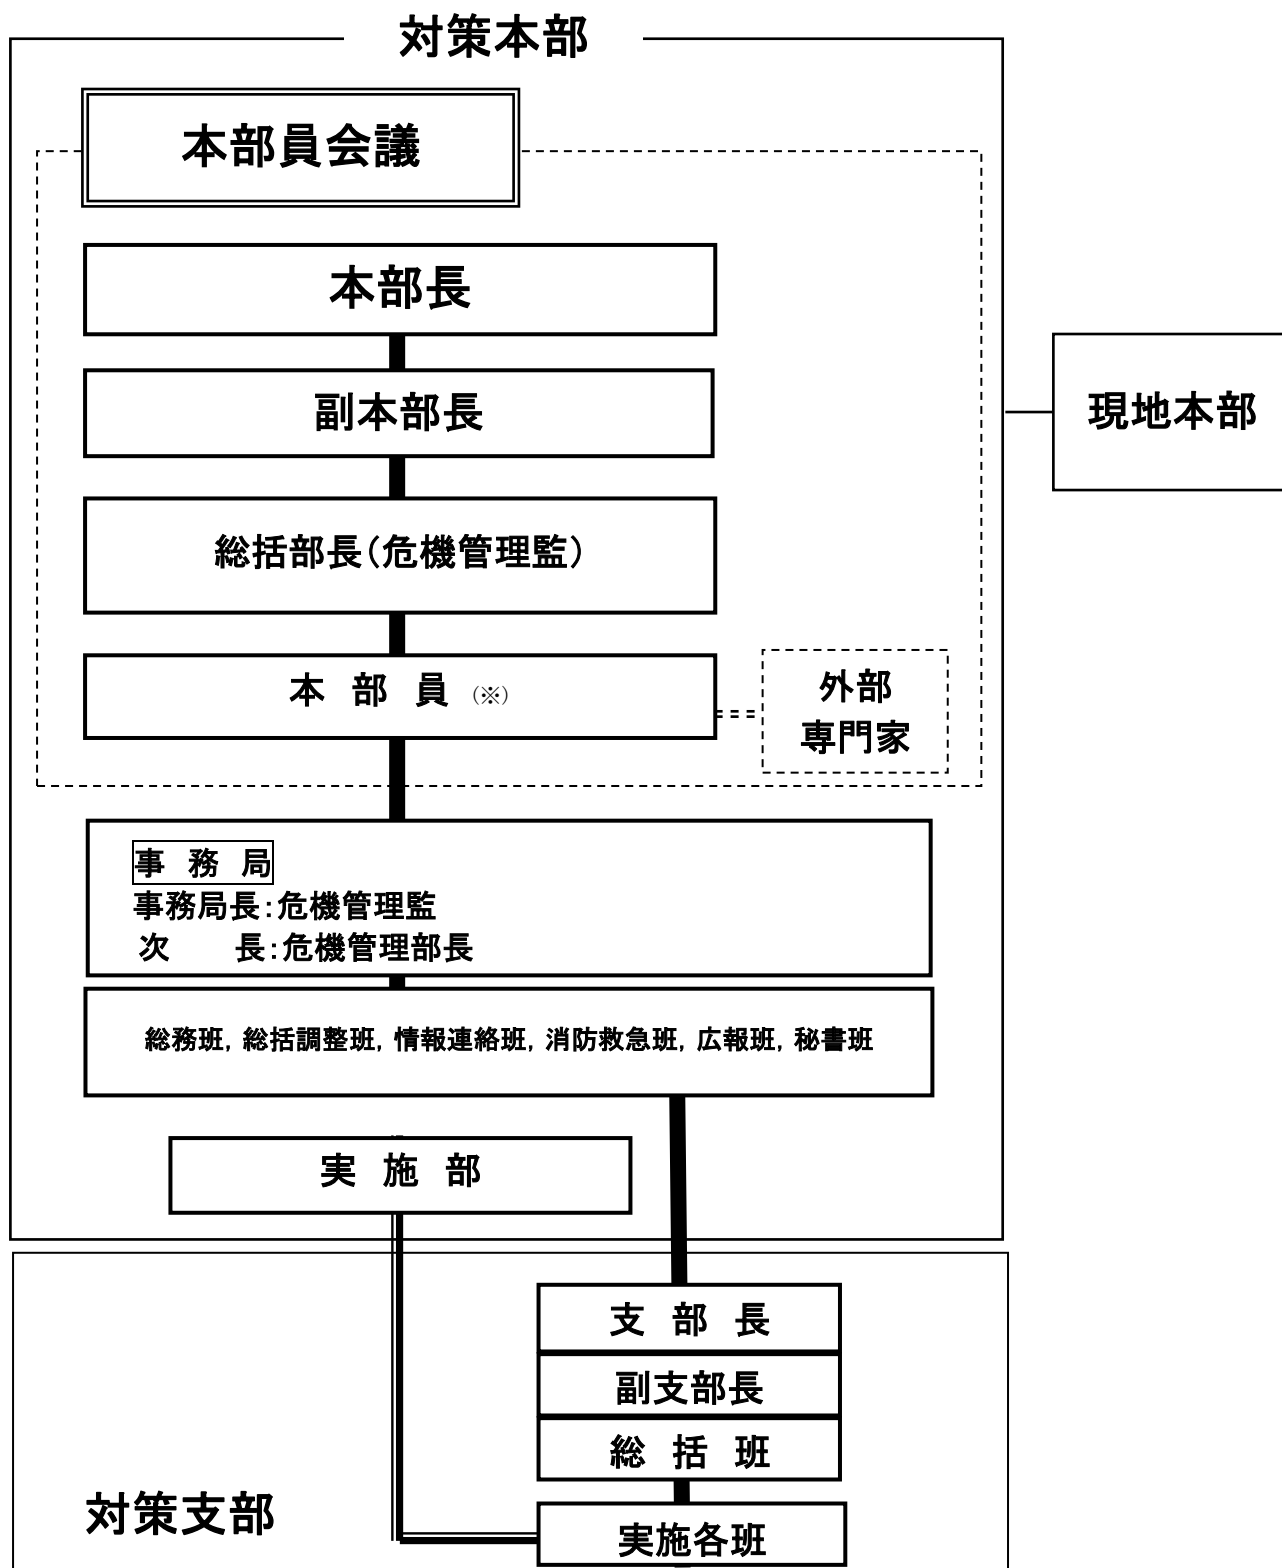 対策本部
本部員会議
本部長
副本部長
現地本部
総括部長(危機管理監)
本 部 員 (※)
外部
専門家
事 務 局
事務局長:危機管理監
次  長:危機管理部長
総務班,総括調整班,情報連絡班,消防救急班,広報班,秘書班
実 施 部
支 部 長
副支部長
総 括 班
対策支部
実施各班